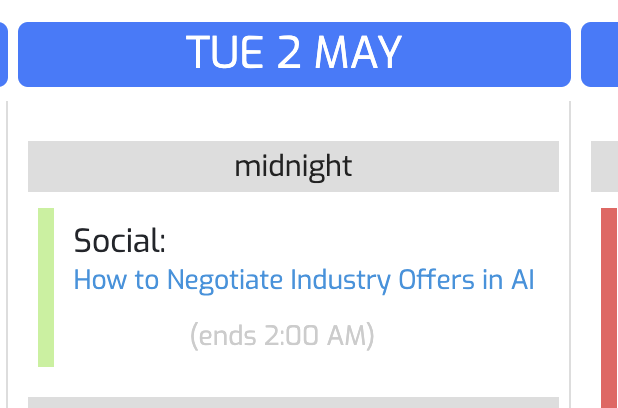 TUE 2 MAY
midnight
Social:
How to Negotiate Industry Offers in AI
(ends 2:00 AM)